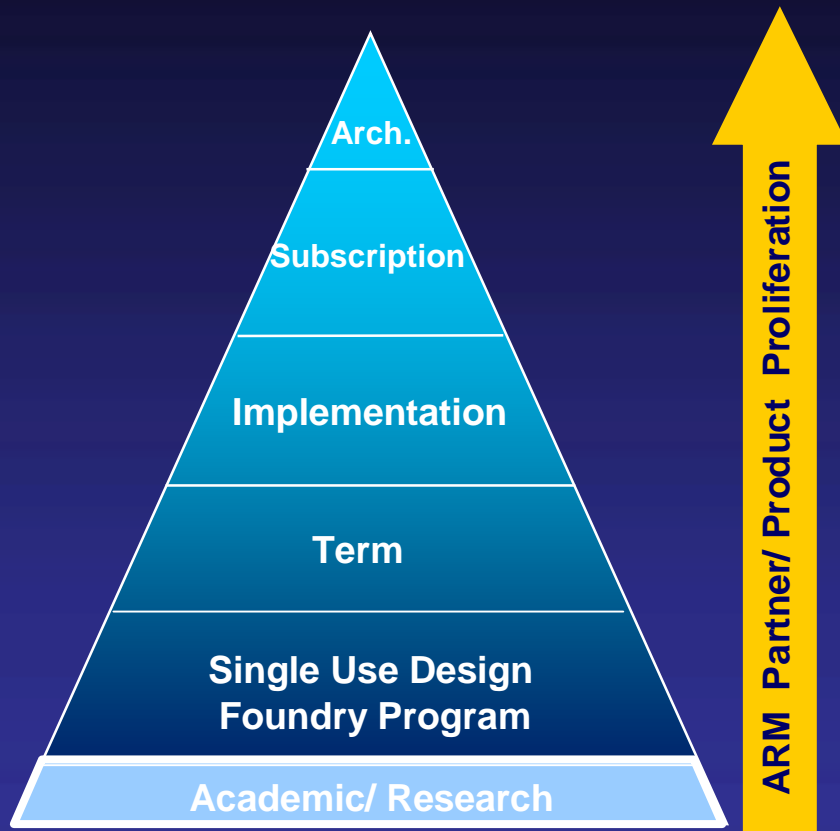 Arch.
Subscription
Implementation
Term
Single Use Design
Foundry Program
Academic/ Research
ARM Partner/ Product Proliferation